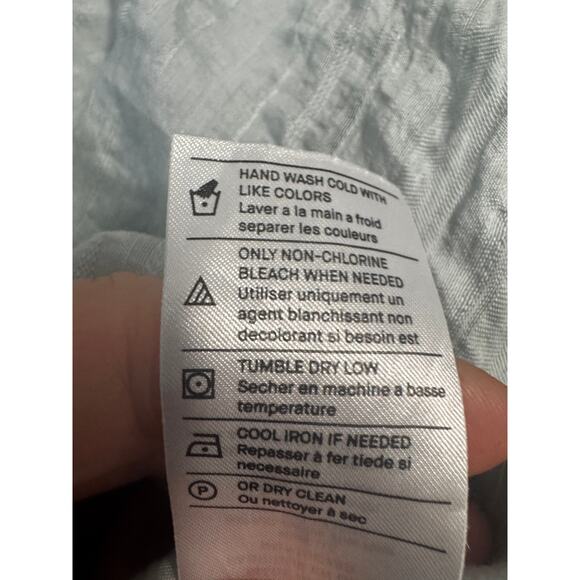 HAND WASH COLD WITH
LIKE COLORS
Laver a la main a froid
separer les couleurs
ONLY NON-CHLORINE
BLEACH WHEN NEEDED
Utiliser uniquement un
agent blanchissant non
decolorant si besoin est
TUMBLE DRY LOW
Secher en machine a basse
temperature
COOL IRON IF NEEDED
Repasser à fer tiede si
necessaire
P OR DRY CLEAN
Ou nettoyer à sec